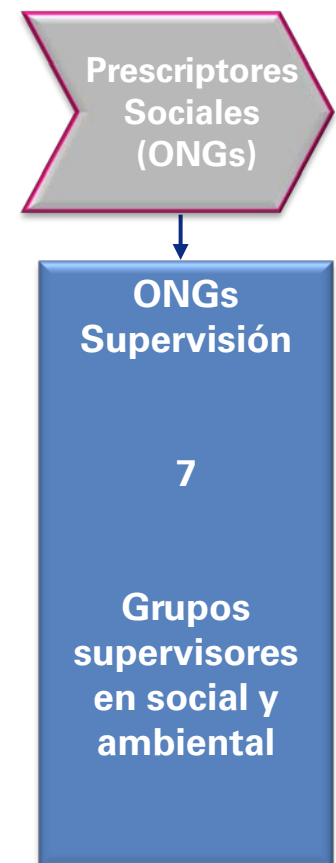 Prescriptores
Sociales
(ONGs)
ONGs
Supervisión
7
Grupos
supervisores
en social y
ambiental